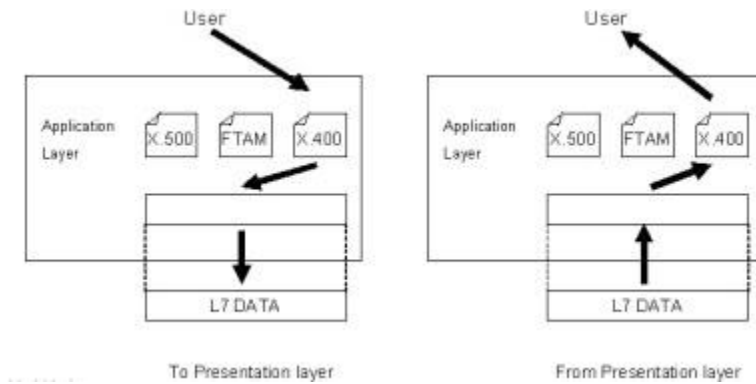 User
Application
Layer
X.500
FTAM
X.400
L7 DATA
To Presentation layer
User
Application
Layer
X.500
FTAM
X.400
L7 DATA
From Presentation layer